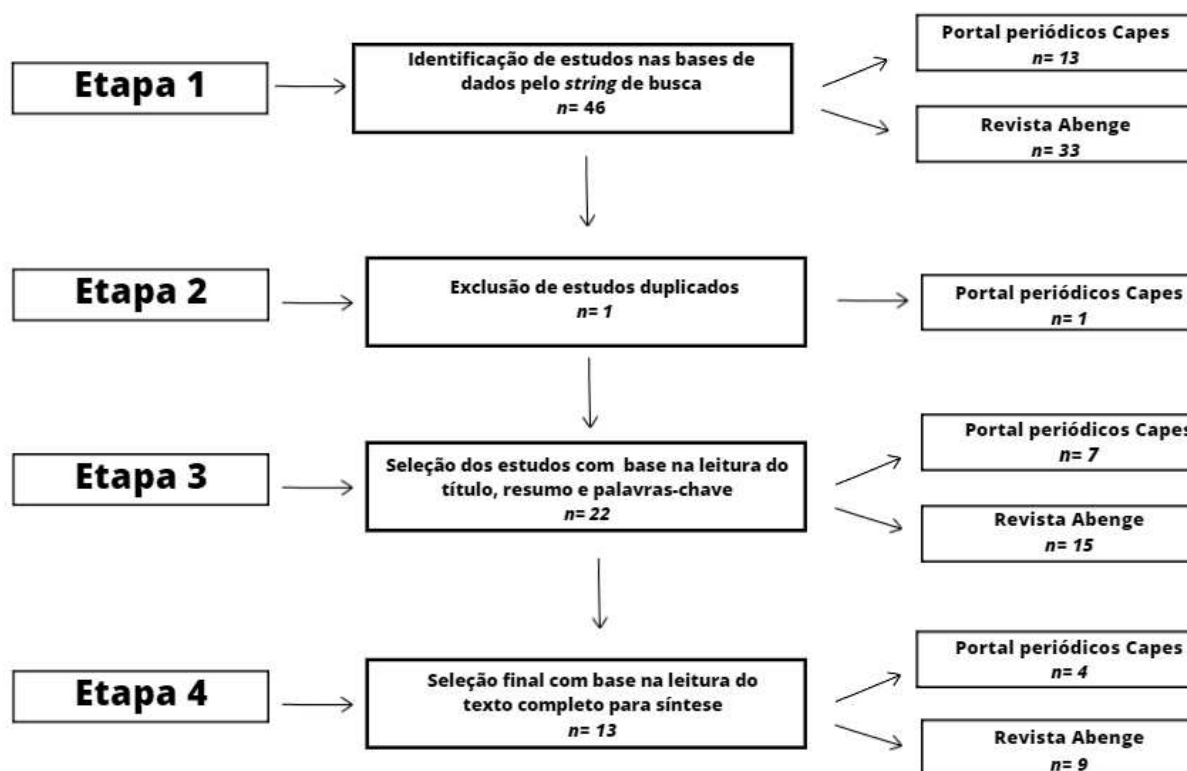 Etapa 1
Identificação de estudos nas bases de
dados pelo string de busca
n= 46
Portal periódicos Capes
n= 13
Revista Abenge
n= 33
Etapa 2
Exclusão de estudos duplicados
n= 1
Portal periódicos Capes
n= 1
Etapa 3
Seleção dos estudos com base na leitura do
título, resumo e palavras-chave
n= 22
Portal periódicos Capes
n= 7
Revista Abenge
n= 15
Etapa 4
Seleção final com base na leitura do
texto completo para síntese
n= 13
Portal periódicos Capes
n= 4
Revista Abenge
n= 9